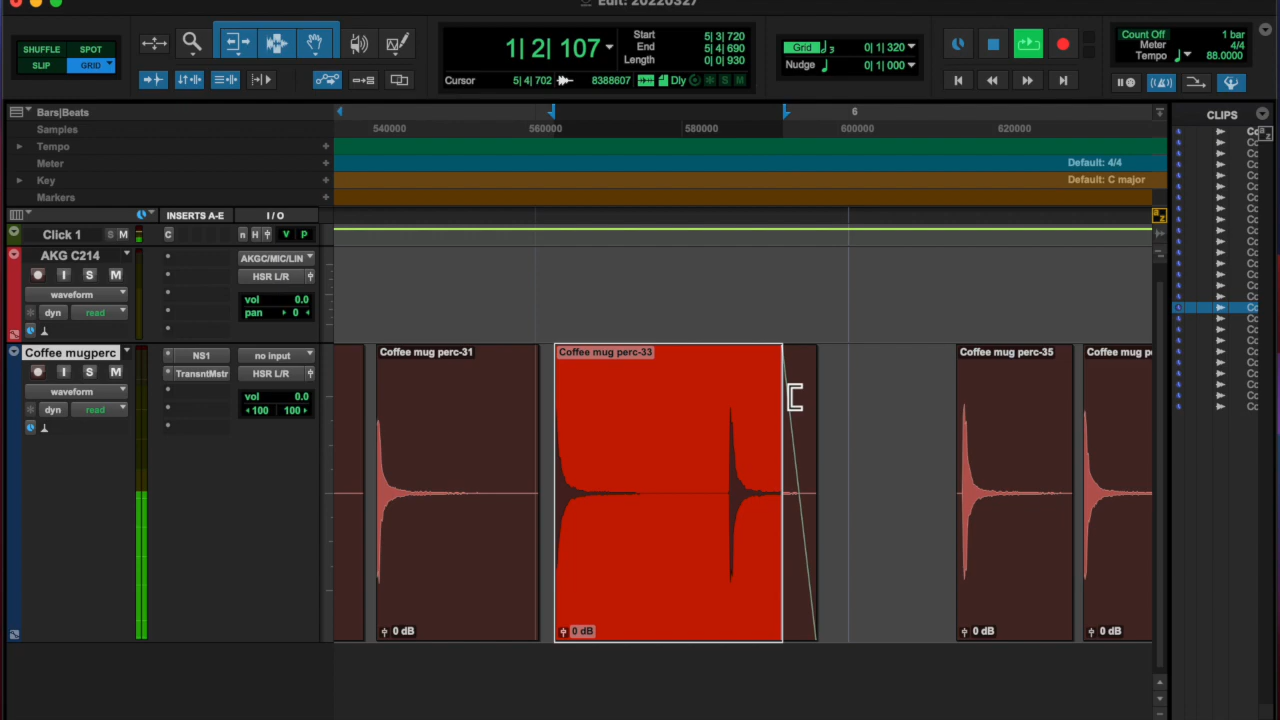 Edit: 20220327
SHUFFLE SPOT
SLIP GRID
1| 2| 107
Start 5| 3| 720
End 5| 4| 690
Length 0| 0| 930
Cursor 5| 4| 702 8388607 Dly S M
Grid 0| 1| 320
Nudge 0| 1| 000
Count Off 1 bar
Meter 4/4
Tempo 88.0000
Bars|Beats 6
Samples 540000 560000 580000 600000 620000
Tempo
Meter Default: 4/4
Key Default: C major
Markers
INSERTS A-E I / O
CLIPS
Click 1 S M C n H V P
AKG C214 AKGC/MIC/LIN
I S M HSR L/R
waveform vol 0.0
dyn read pan 0
Coffee mugperc NS1 no input
I S M TransntMstr HSR L/R
waveform vol 0.0
dyn read 100 100
Coffee mug perc-31 Coffee mug perc-33 Coffee mug perc-35 Coffee mug p
0 dB 0 dB 0 dB 0 dB